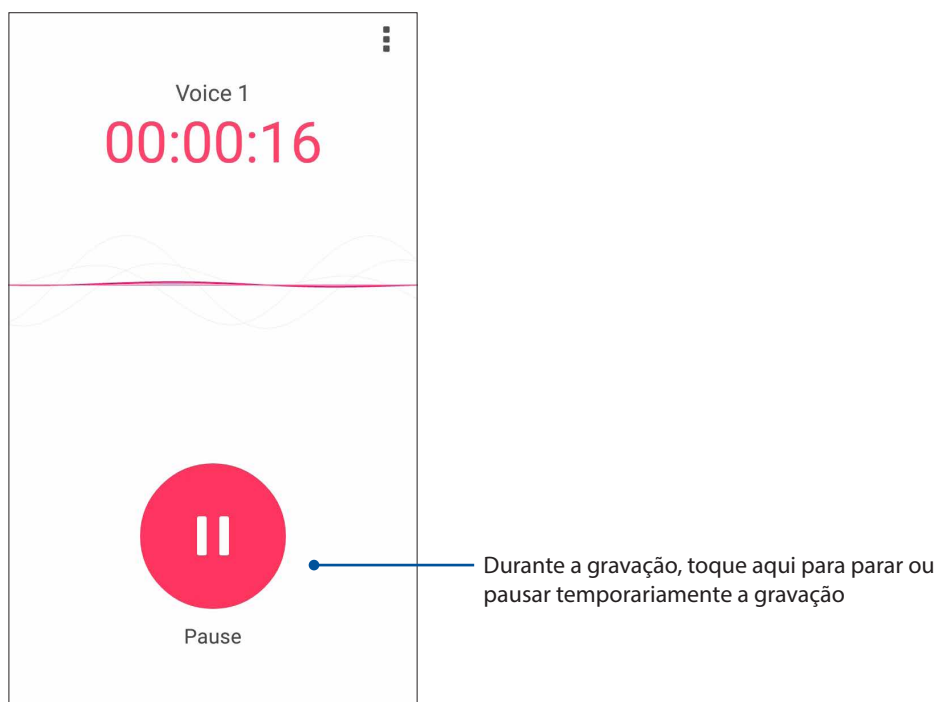 Voice 1
00:00:16
Durante a gravação, toque aqui para parar ou
pausar temporariamente a gravação
Pause